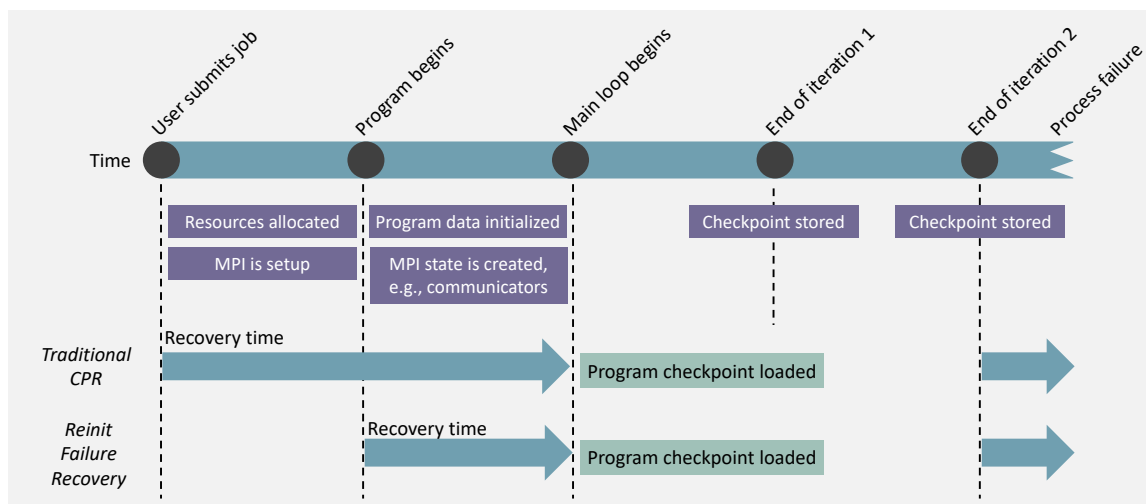 User submits job
Program begins
Main loop begins
End of iteration 1
End of iteration 2
Process failure
Time
Resources allocated
Program data initialized
Checkpoint stored
Checkpoint stored
MPI is setup
MPI state is created,
e.g., communicators
Traditional
CPR
Recovery time
Program checkpoint loaded
Reinit
Failure
Recovery
Recovery time
Program checkpoint loaded